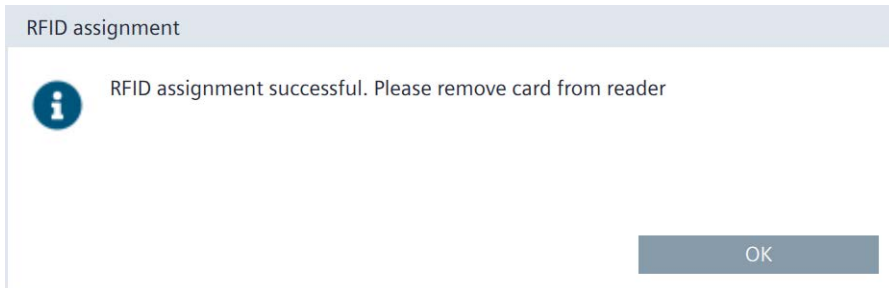 RFID assignment
RFID assignment successful. Please remove card from reader
OK